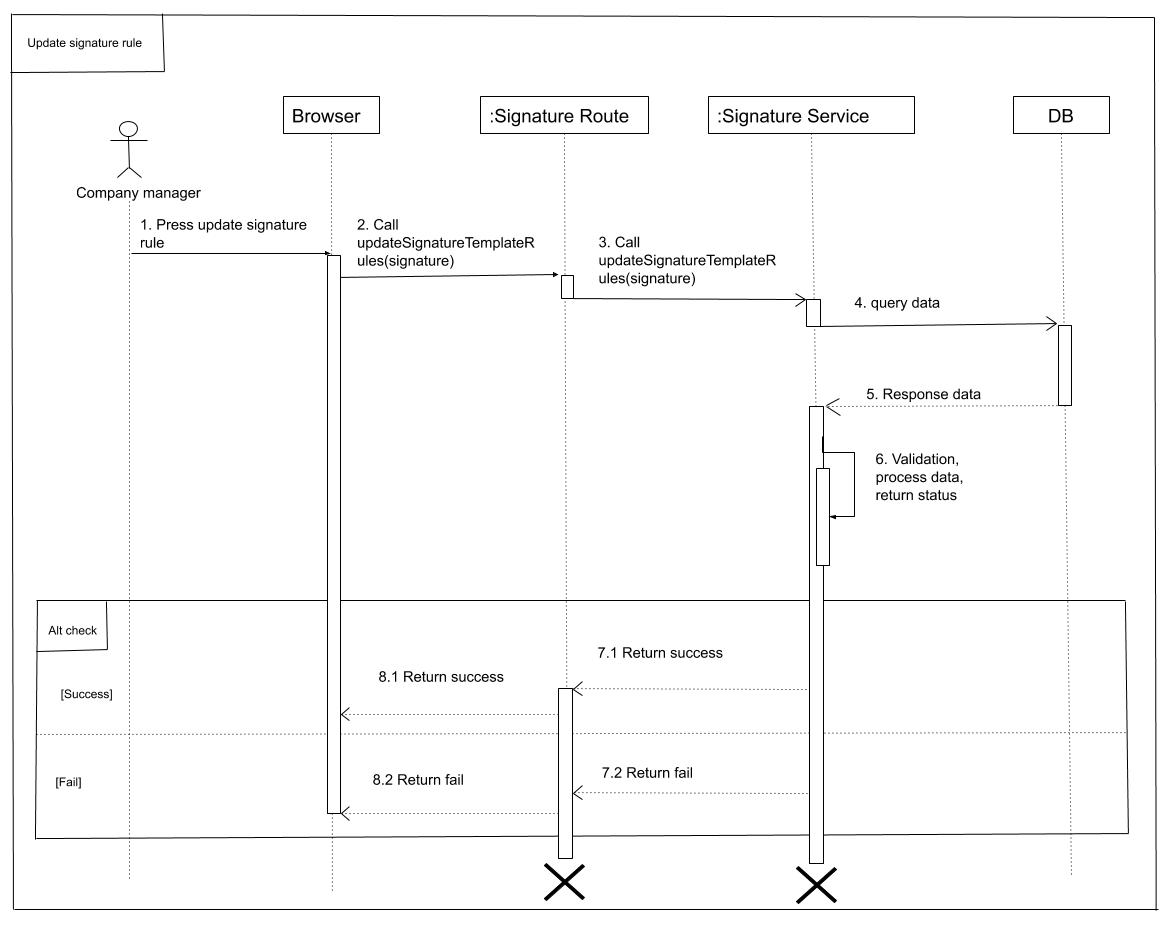 Update signature rule
Browser
:Signature Route
:Signature Service
DB
Company manager
1. Press update signature
rule
2. Call
updateSignatureTemplateR
ules(signature)
3. Call
updateSignatureTemplateR
ules(signature)
4. query data
5. Response data
6. Validation,
process data,
return status
Alt check
7.1 Return success
8.1 Return success
[Success]
7.2 Return fail
8.2 Return fail
[Fail]